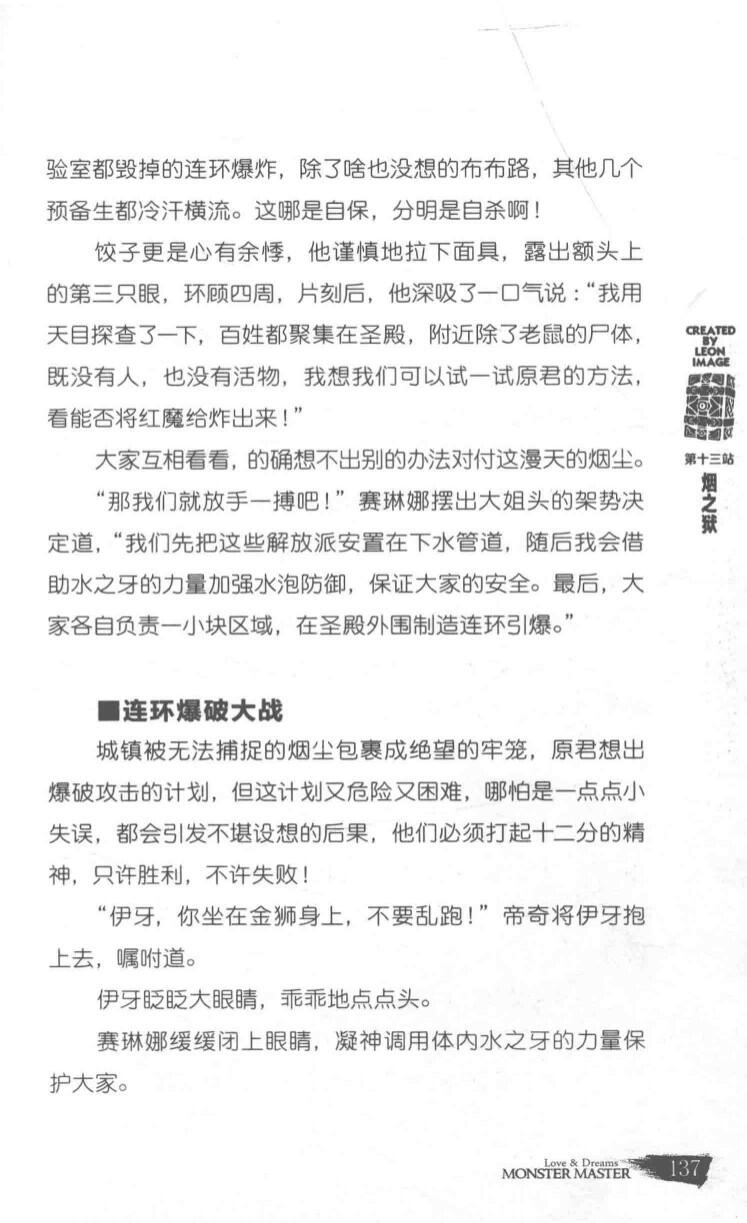 验室都毁掉的连环爆炸，除了啥也没想的布布路，其他几个
预备生都冷汗横流。这哪是自保，分明是自杀啊！
饺子更是心有余悸，他谨慎地拉下面具，露出额头上
的第三只眼，环顾四周，片刻后，他深吸了一口气说：“我用
天目探查了一下，百姓都聚集在圣殿，附近除了老鼠的尸体，
既没有人，也没有活物，我想我们可以试一试原君的方法，
看能否将红魔给炸出来！”
大家互相看看，的确想不出别的办法对付这漫天的烟尘。
“那我们就放手一搏吧！”赛琳娜摆出大姐头的架势决
定道，“我们先把这些解放派安置在下水管道，随后我会借
助水之牙的力量加强水泡防御，保证大家的安全。最后，大
家各自负责一小块区域，在圣殿外围制造连环引爆。”
■连环爆破大战
城镇被无法捕捉的烟尘包裹成绝望的牢笼，原君想出
爆破攻击的计划，但这计划又危险又困难，哪怕是一点点小
失误，都会引发不堪设想的后果，他们必须打起十二分的精
神，只许胜利，不许失败！
“伊牙，你坐在金狮身上，不要乱跑！”帝奇将伊牙抱
上去，嘱咐道。
伊牙眨眨大眼睛，乖乖地点点头。
赛琳娜缓缓闭上眼睛，凝神调用体内水之牙的力量保
护大家。
CREATED
BY
LEON
IMAGE
第十三站
烟之狱
Love & Dreams
MONSTER MASTER
137